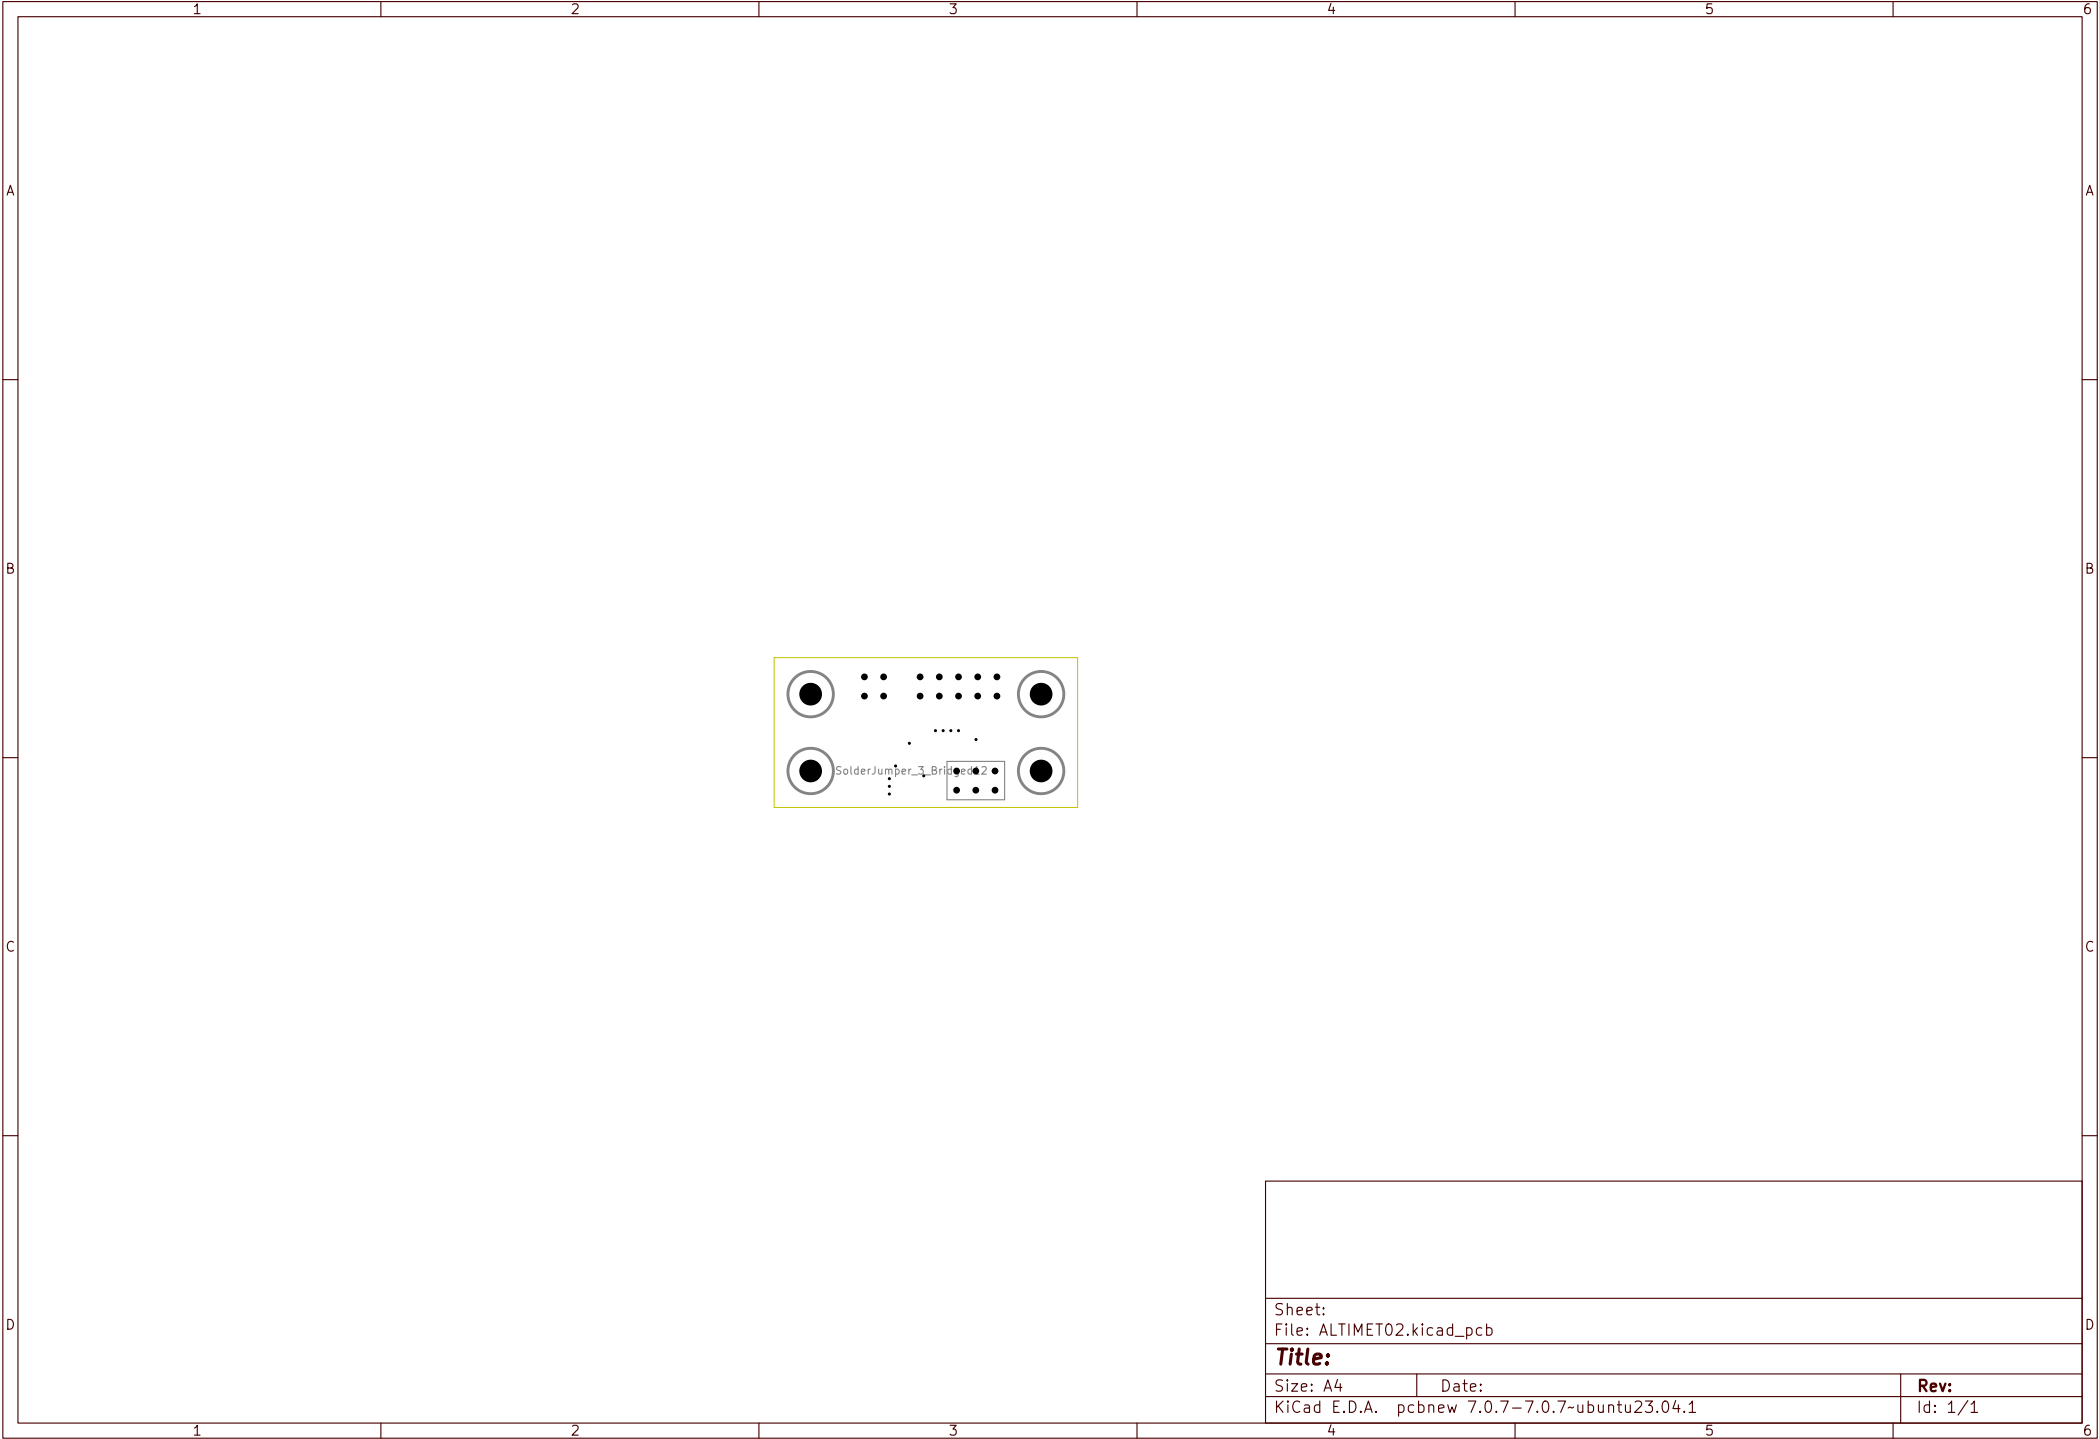 1 2 3 4 5 6
A A
B B
SolderJumper_3_Bridged12
C C
D D
Sheet:
File: ALTIMET02.kicad_pcb
Title:
Size: A4 Date: Rev:
KiCad E.D.A. pcbnew 7.0.7-7.0.7~ubuntu23.04.1 Id: 1/1
1 2 3 4 5 6